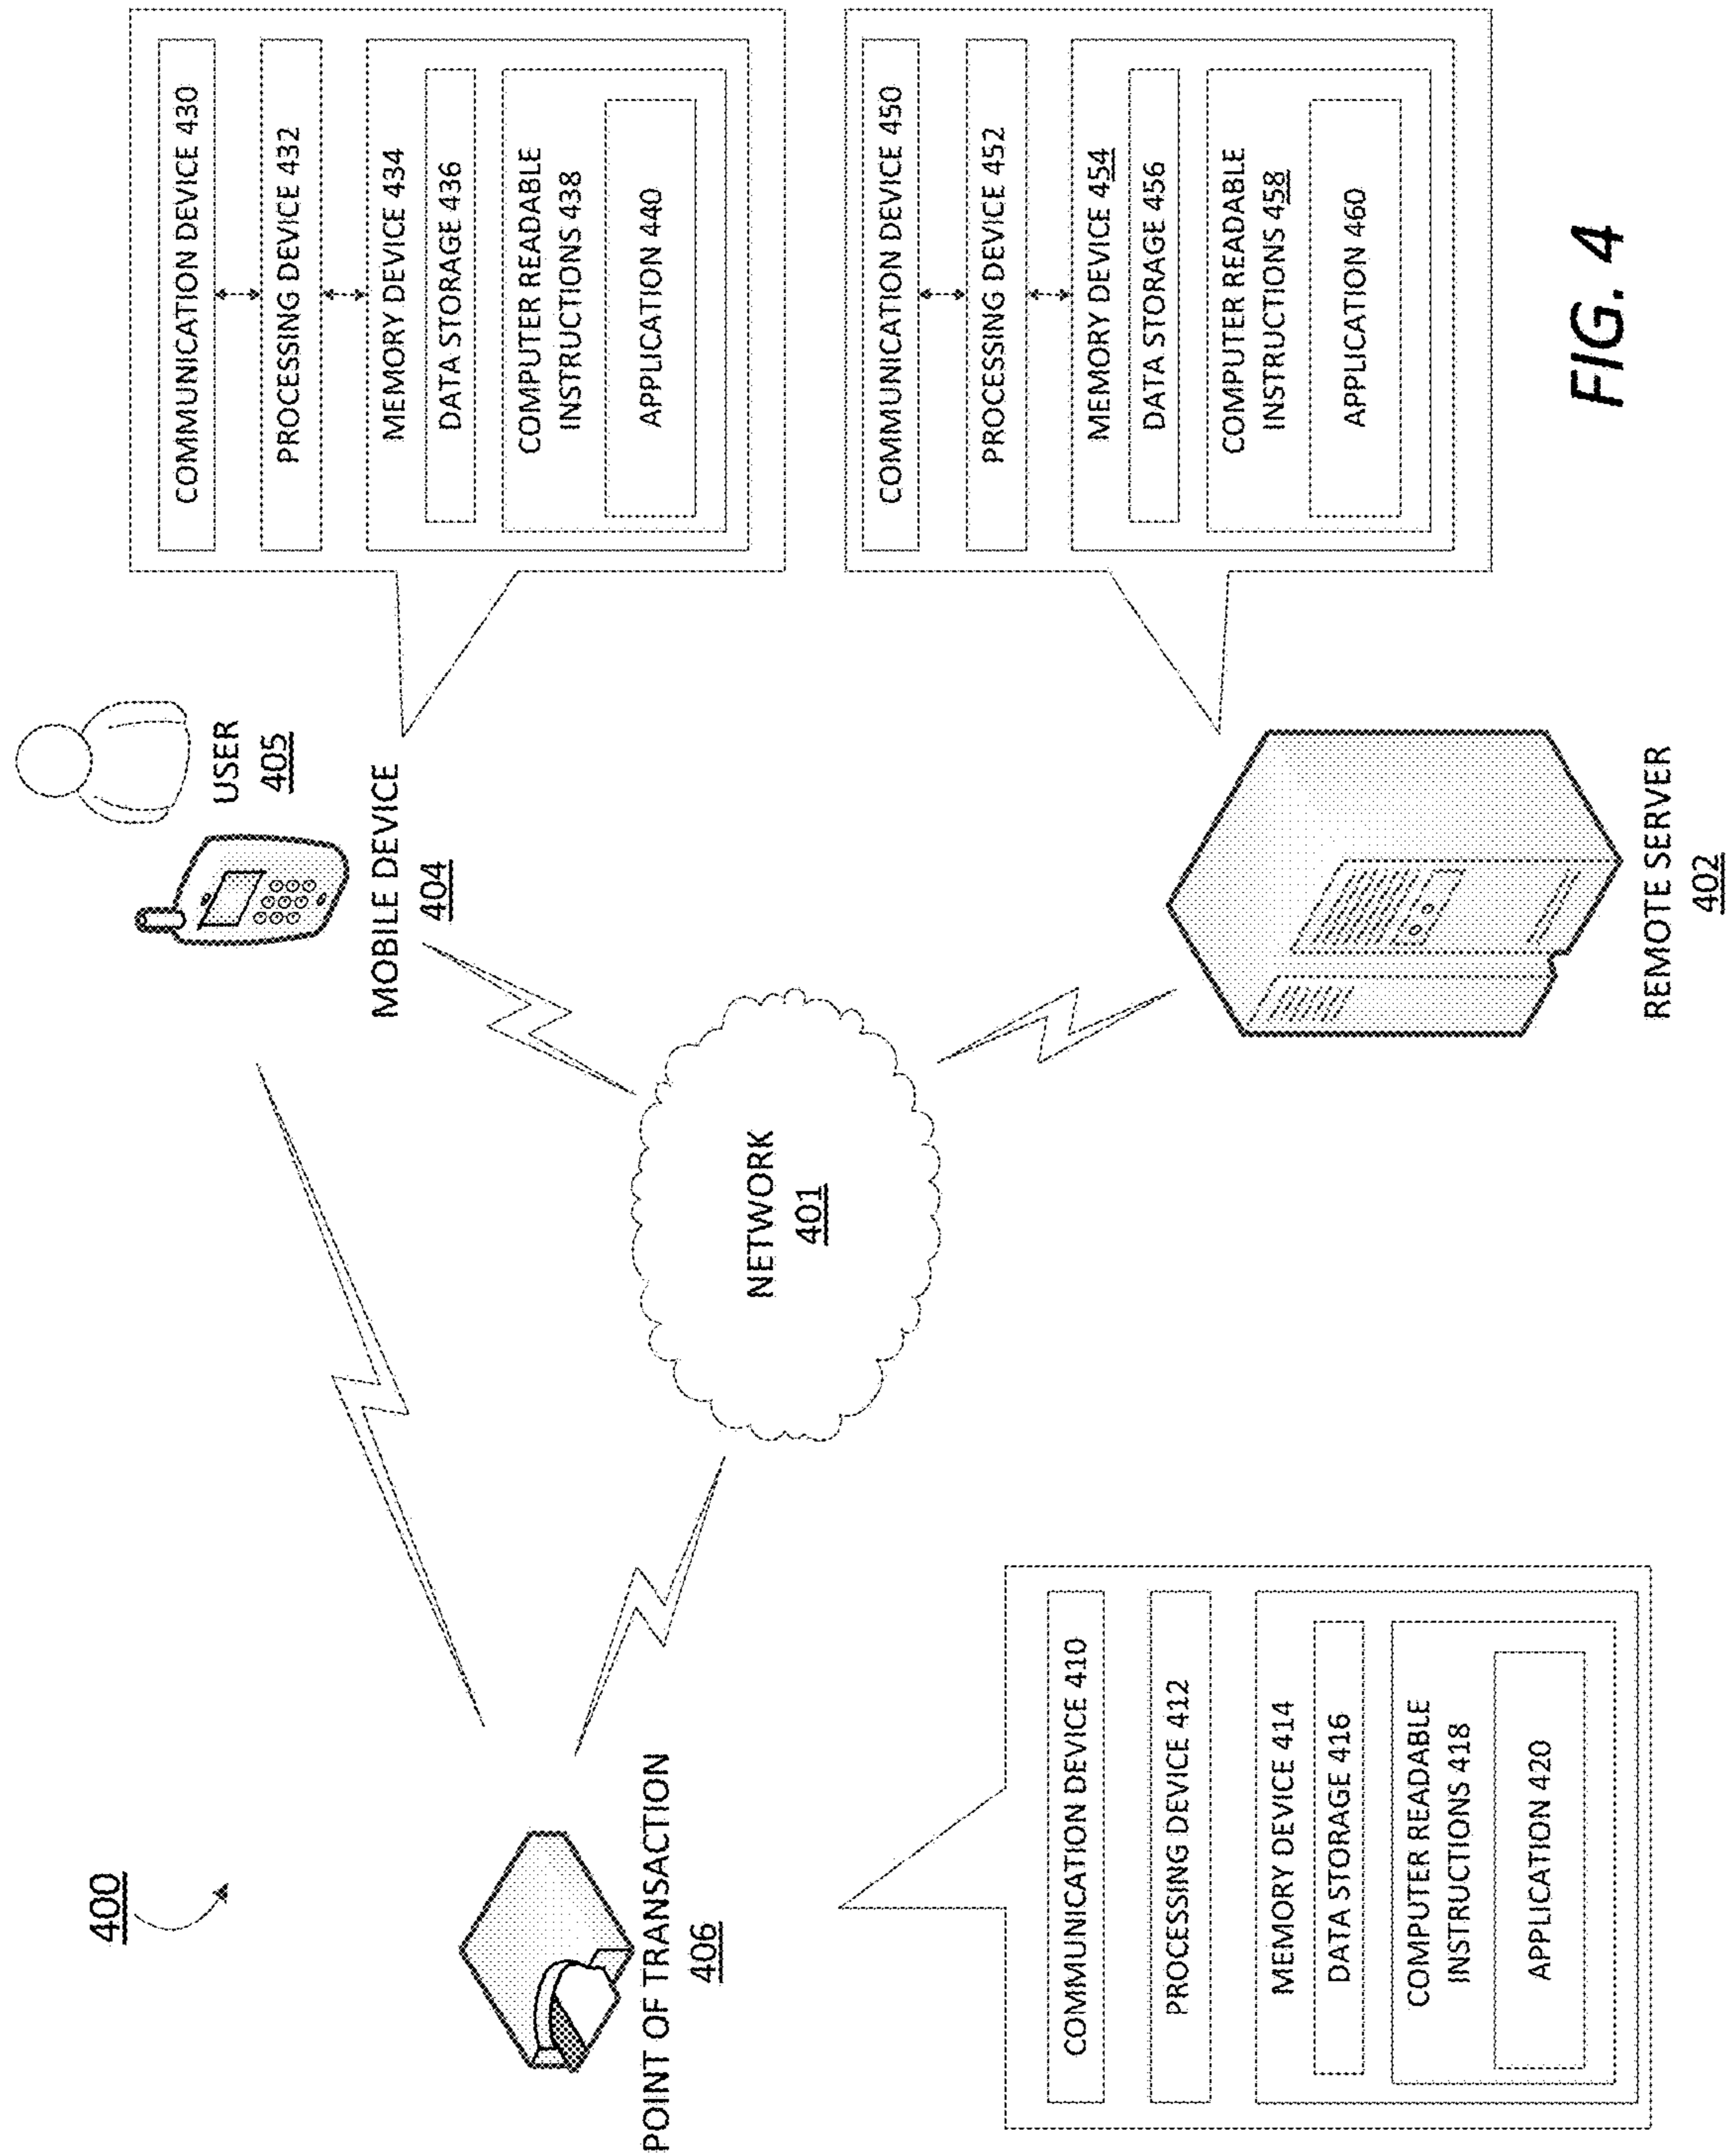 400
USER
405
MOBILE DEVICE
404
COMMUNICATION DEVICE 430
PROCESSING DEVICE 432
MEMORY DEVICE 434
DATA STORAGE 436
COMPUTER READABLE
INSTRUCTIONS 438
APPLICATION 440
POINT OF TRANSACTION
406
NETWORK
401
COMMUNICATION DEVICE 410
PROCESSING DEVICE 412
MEMORY DEVICE 414
DATA STORAGE 416
COMPUTER READABLE
INSTRUCTIONS 418
APPLICATION 420
REMOTE SERVER
402
COMMUNICATION DEVICE 450
PROCESSING DEVICE 452
MEMORY DEVICE 454
DATA STORAGE 456
COMPUTER READABLE
INSTRUCTIONS 458
APPLICATION 460
FIG. 4